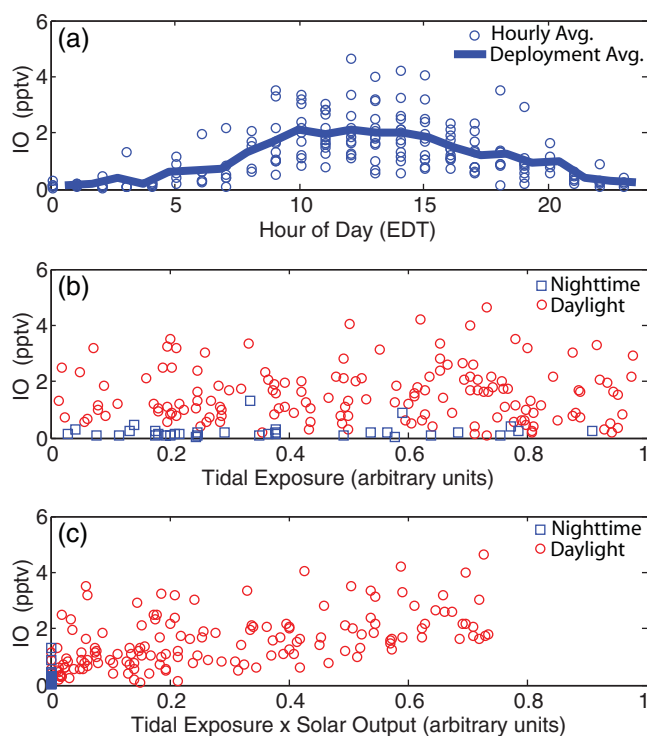 (a)
Hourly Avg.
Deployment Avg.
6
4
2
0
IO (pptv)
0 5 10 15 20
Hour of Day (EDT)
(b)
Nighttime
Daylight
6
4
2
0
IO (pptv)
0 0.2 0.4 0.6 0.8 1
Tidal Exposure (arbitrary units)
(c)
Nighttime
Daylight
6
4
2
0
IO (pptv)
0 0.2 0.4 0.6 0.8 1
Tidal Exposure x Solar Output (arbitrary units)